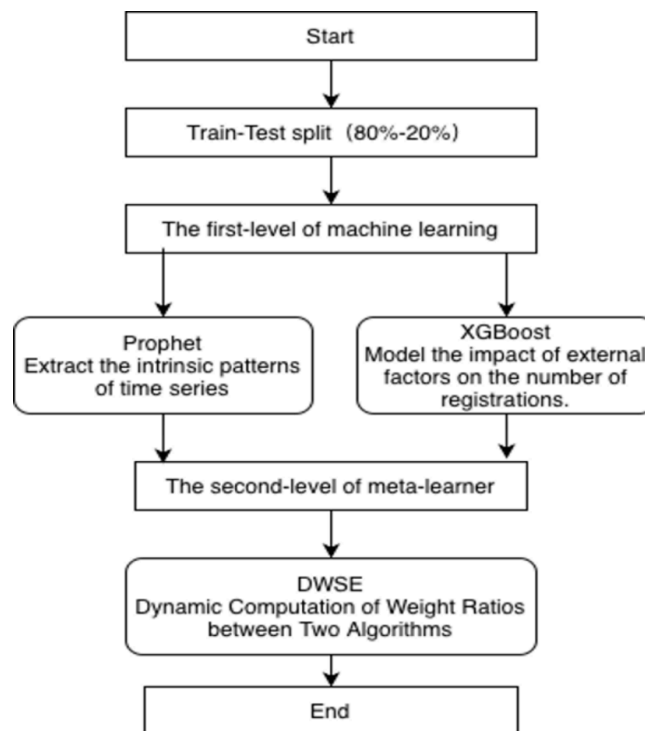 Start
Train-Test split（80%-20%）
The first-level of machine learning
Prophet
Extract the intrinsic patterns
of time series
XGBoost
Model the impact of external
factors on the number of
registrations.
The second-level of meta-learner
DWSE
Dynamic Computation of Weight Ratios
between Two Algorithms
End